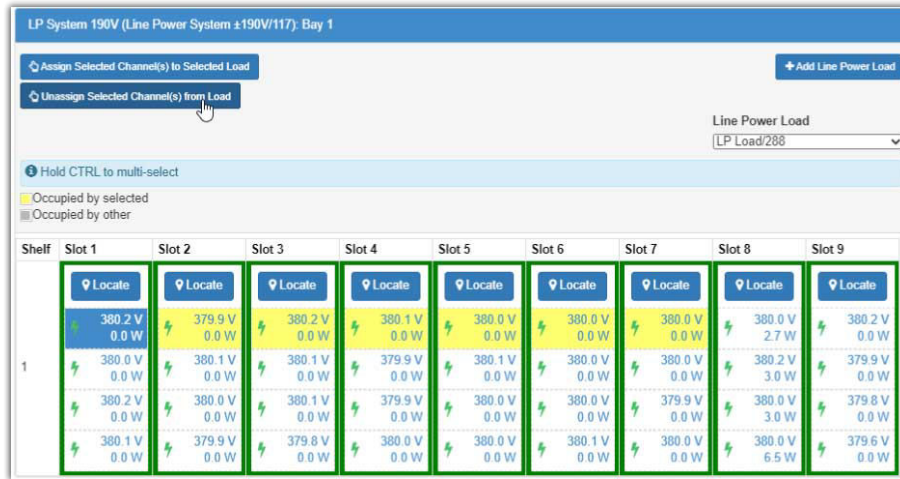 LP System 190V (Line Power System ±190V/117): Bay 1
Assign Selected Channel(s) to Selected Load
+Add Line Power Load
Unassign Selected Channel(s) from Load
Line Power Load
LP Load/288
Hold CTRL to multi-select
Occupied by selected
Occupied by other
Shelf Slot 1 Slot 2 Slot 3 Slot 4 Slot 5 Slot 6 Slot 7 Slot 8 Slot 9
Locate Locate Locate Locate Locate Locate Locate Locate Locate
380.2 V 379.9 V 380.2 V 380.1 V 380.0 V 380.0 V 380.0 V 380.0 V 380.2 V
0.0 W 0.0 W 0.0 W 0.0 W 0.0 W 0.0 W 0.0 W 2.7 W 0.0 W
1
380.0 V 380.1 V 380.1 V 379.9 V 380.1 V 380.0 V 380.0 V 380.2 V 379.9 V
0.0 W 0.0 W 0.0 W 0.0 W 0.0 W 0.0 W 0.0 W 3.0 W 0.0 W
380.2 V 380.0 V 380.1 V 379.9 V 380.0 V 380.0 V 379.9 V 380.0 V 379.8 V
0.0 W 0.0 W 0.0 W 0.0 W 0.0 W 0.0 W 0.0 W 3.0 W 0.0 W
380.1 V 379.9 V 379.8 V 380.0 V 380.0 V 380.1 V 380.0 V 380.0 V 379.6 V
0.0 W 0.0 W 0.0 W 0.0 W 0.0 W 0.0 W 0.0 W 6.5 W 0.0 W